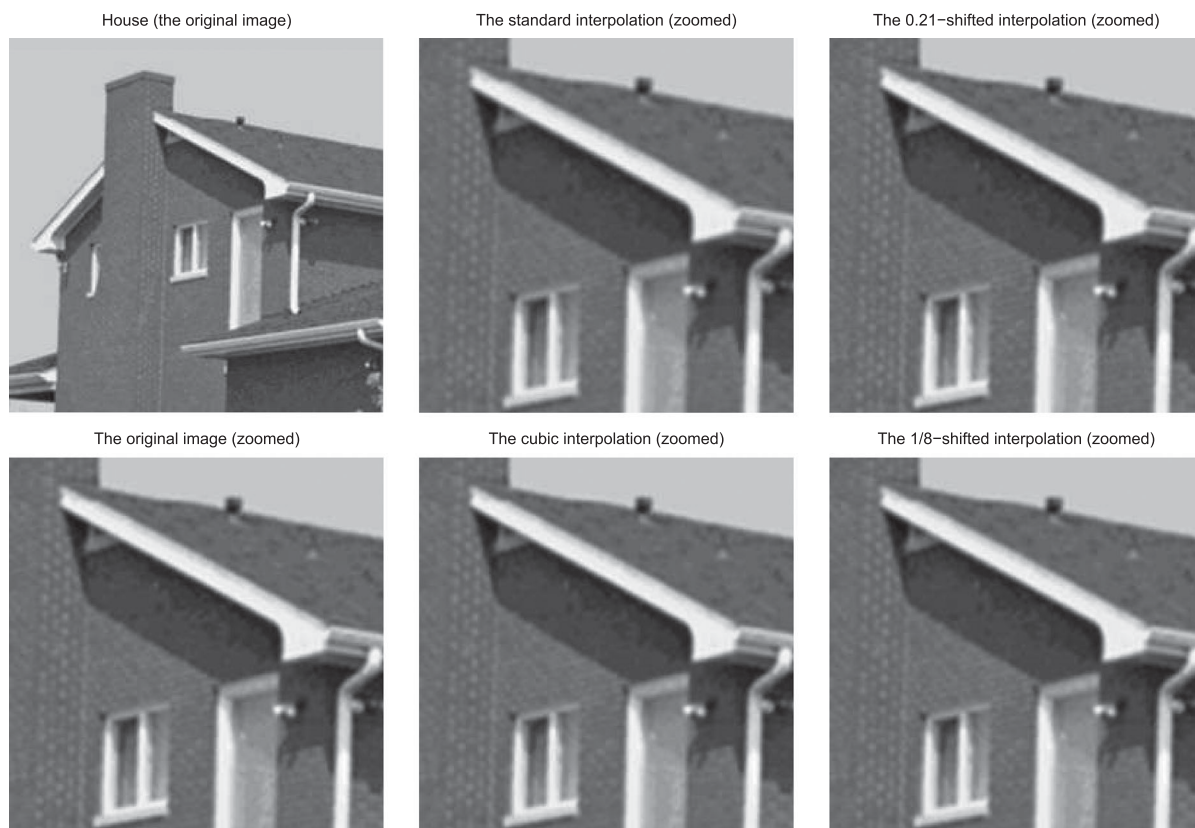 House (the original image)
The standard interpolation (zoomed)
The 0.21−shifted interpolation (zoomed)
The original image (zoomed)
The cubic interpolation (zoomed)
The 1/8−shifted interpolation (zoomed)